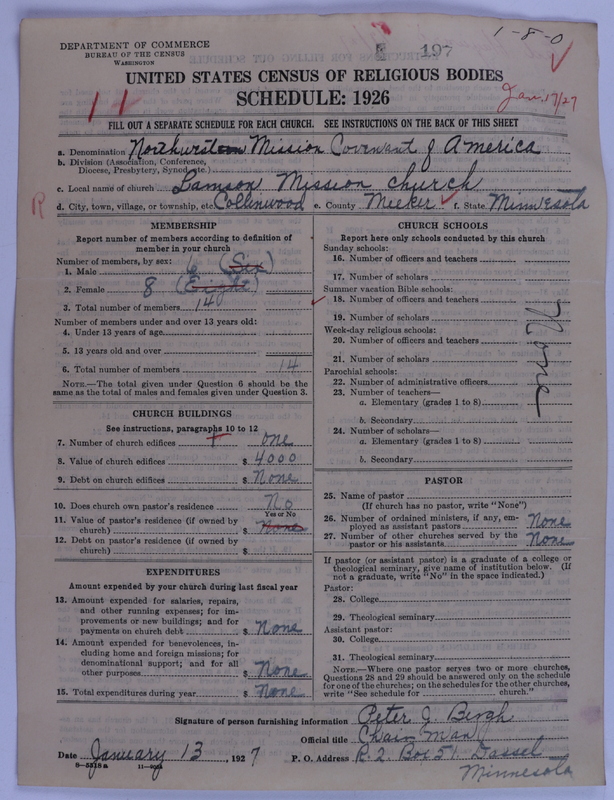 1-8-0
DEPARTMENT OF COMMERCE
BUREAU OF THE CENSUS
WASHINGTON
197
UNITED STATES CENSUS OF RELIGIOUS BODIES
SCHEDULE: 1926
Jan. 17/27
FILL OUT A SEPARATE SCHEDULE FOR EACH CHURCH. SEE INSTRUCTIONS ON THE BACK OF THIS SHEET
a. Denomination Northwestern Mission Covenant of America
b. Division (Association, Conference, Diocese, Presbytery, Synod, etc.)
c. Local name of church Lamson Mission church
R d. City, town, village, or township, etc. Collinwood e. County Meeker f. State Minnesota
MEMBERSHIP
Report number of members according to definition of member in your church
Number of members, by sex:
1. Male 6 (Six)
2. Female 8 (Eight)
3. Total number of members 14
Number of members under and over 13 years old:
4. Under 13 years of age
5. 13 years old and over
6. Total number of members 14
NOTE.—The total given under Question 6 should be the same as the total of males and females given under Question 3.
CHURCH BUILDINGS
See instructions, paragraphs 10 to 12
7. Number of church edifices one
8. Value of church edifices $ 4000
9. Debt on church edifices $ None
10. Does church own pastor's residence No
Yes or No
11. Value of pastor's residence (if owned by church) $ None
12. Debt on pastor's residence (if owned by church) $
EXPENDITURES
Amount expended by your church during last fiscal year
13. Amount expended for salaries, repairs, and other running expenses; for improvements or new buildings; and for payments on church debt $ None
14. Amount expended for benevolences, including home and foreign missions; for denominational support; and for all other purposes $ None
15. Total expenditures during year $ None
CHURCH SCHOOLS
Report here only schools conducted by this church
Sunday schools:
16. Number of officers and teachers
17. Number of scholars
Summer vacation Bible schools:
18. Number of officers and teachers
19. Number of scholars
Week-day religious schools:
20. Number of officers and teachers
21. Number of scholars
Parochial schools:
22. Number of administrative officers
23. Number of teachers—
a. Elementary (grades 1 to 8)
b. Secondary
24. Number of scholars—
a. Elementary (grades 1 to 8)
b. Secondary
None
PASTOR
25. Name of pastor
(If church has no pastor, write "None")
26. Number of ordained ministers, if any, employed as assistant pastors None
27. Number of other churches served by the pastor or his assistants None
If pastor (or assistant pastor) is a graduate of a college or theological seminary, give name of institution below. (If not a graduate, write "No" in the space indicated.)
Pastor:
28. College
29. Theological seminary
Assistant pastor:
30. College
31. Theological seminary
NOTE.—Where one pastor serves two or more churches, Questions 28 and 29 should be answered only on the schedule for one of the churches; on the schedules for the other churches, write "See schedule for church."
Signature of person furnishing information Peter J. Bergh
Official title Chairman
Date January 13, 1927 P. O. Address R. 2. Box 51. Dassel
Minnesota
8-5318 a